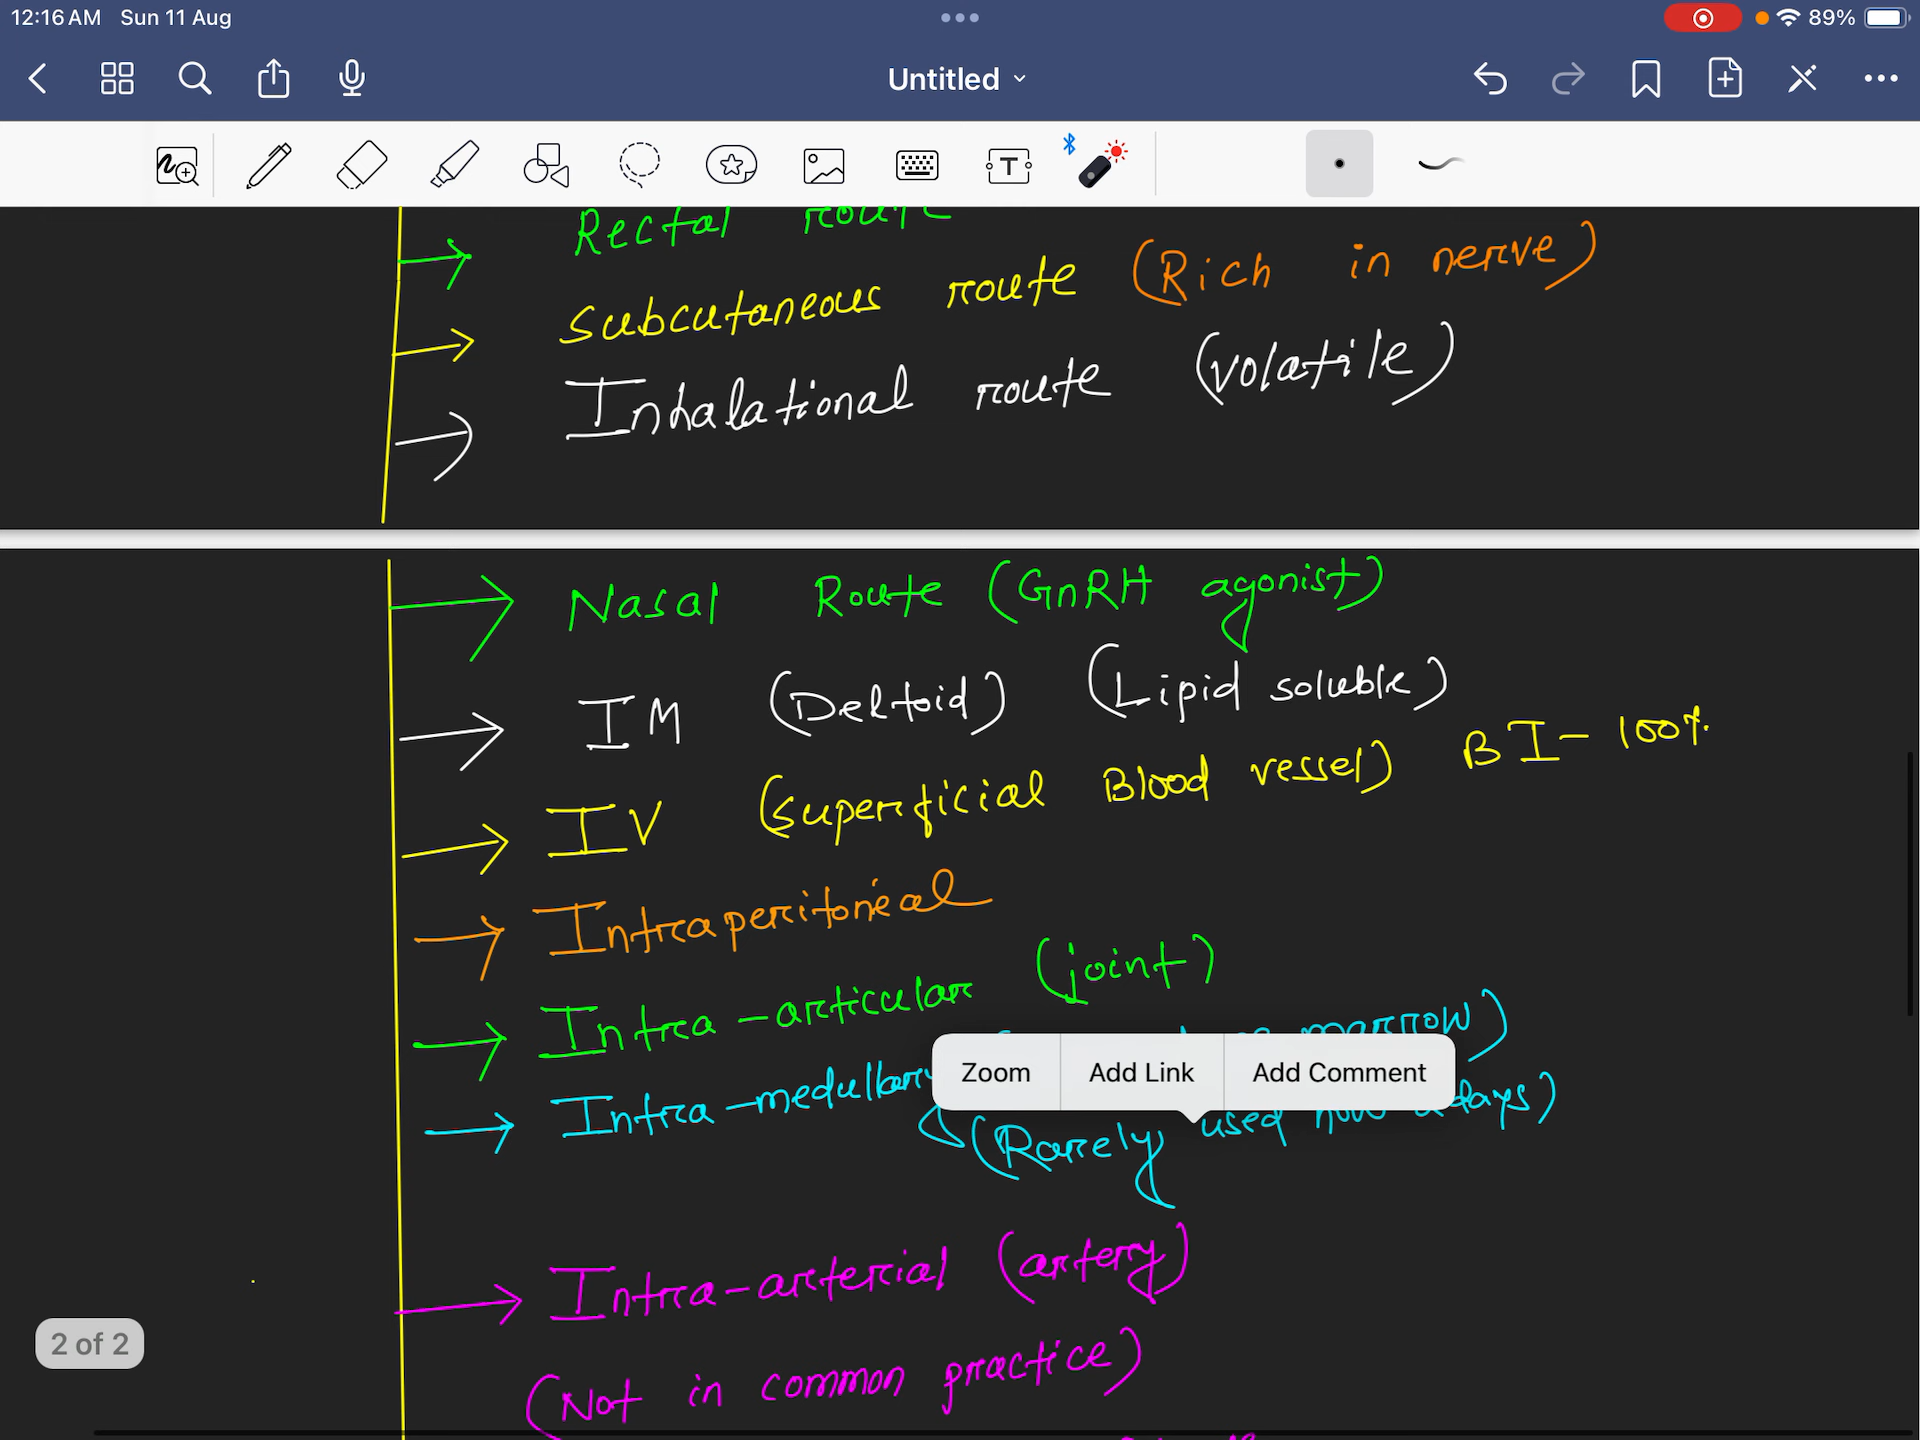 12:16 AM Sun 11 Aug 89%
Untitled
T
Rectal route
Subcutaneous route (Rich in nerve)
Inhalational route (volatile)
Nasal Route (GnRH agonist)
IM (Deltoid) (Lipid soluble)
IV (superficial Blood vessel) BI - 100%
Intraperitoneal
Intra-articular (joint)
Intra-medullary marrow)
Zoom Add Link Add Comment
(Rarely used now a days)
Intra-arterial (artery)
2 of 2
(Not in common practice)